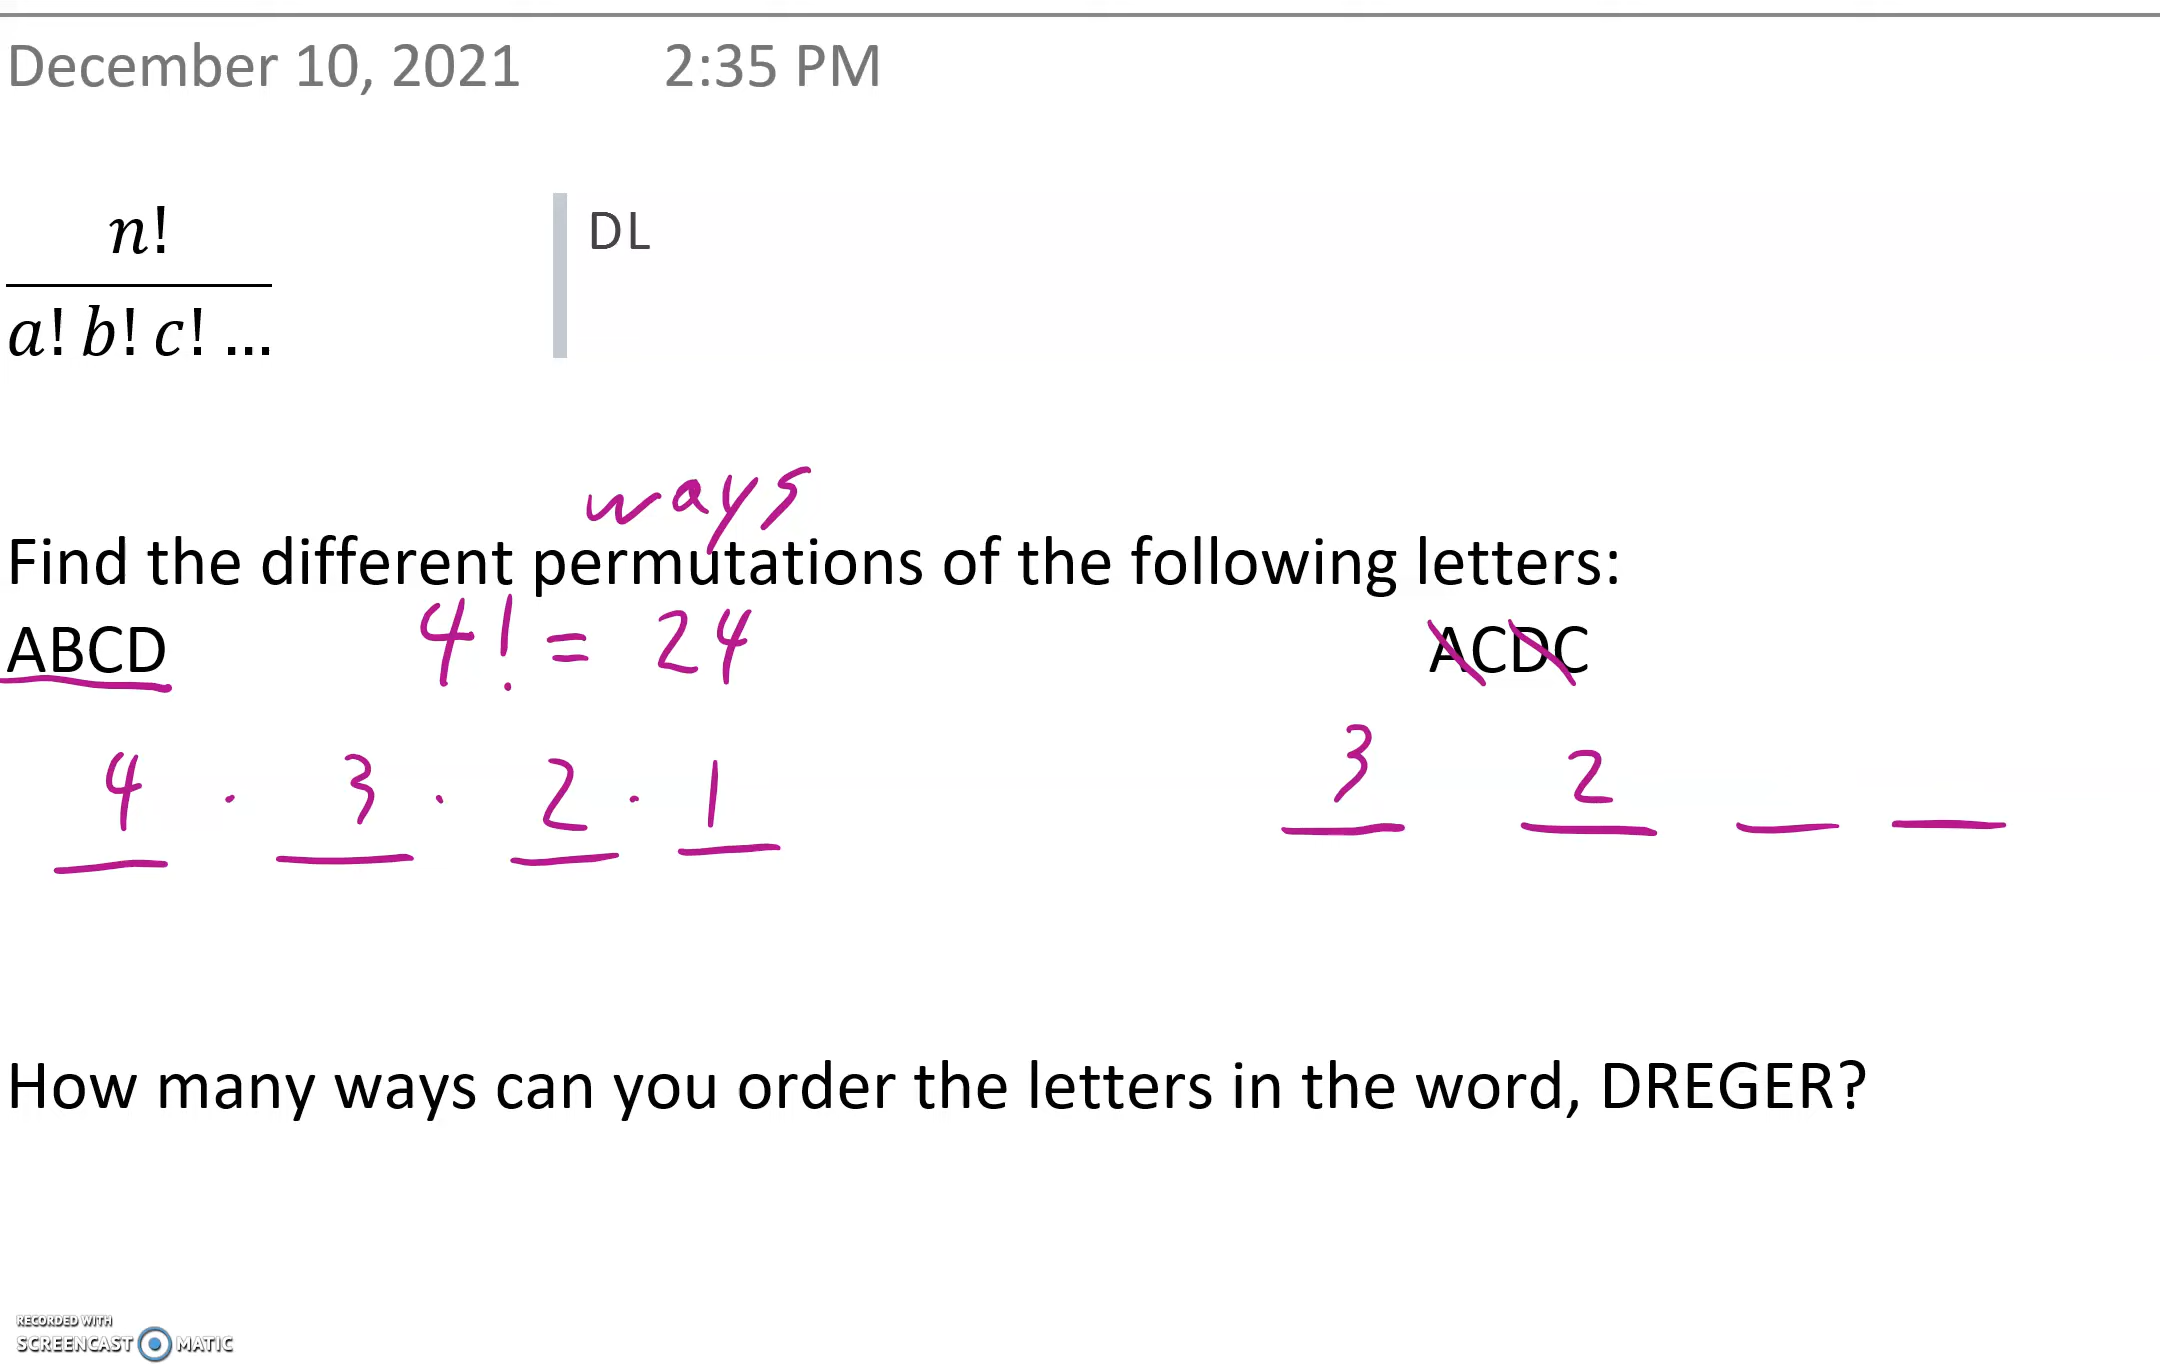 December 10, 2021 2:35 PM
n!
a! b! c! ...
DL
ways
Find the different permutations of the following letters:
ABCD 4! = 24 ACDC
4 · 3 · 2 · 1 3 2
How many ways can you order the letters in the word, DREGER?
RECORDED WITH
SCREENCAST MATIC